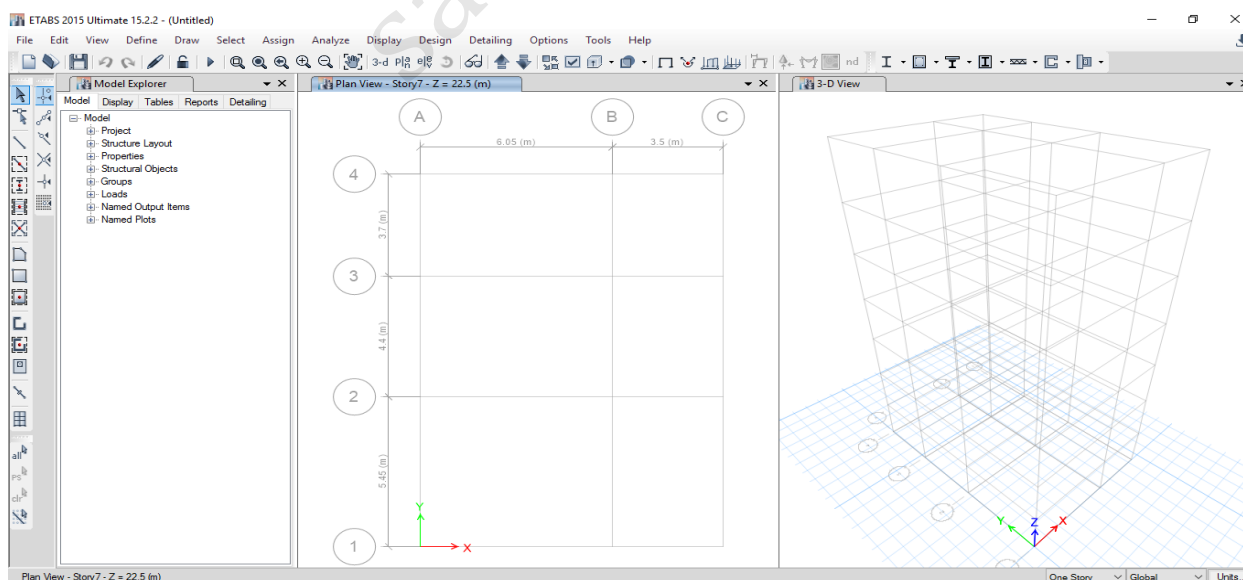 ETABS 2015 Ultimate 15.2.2 - (Untitled)
File Edit View Define Draw Select Assign Analyze Display Design Detailing Options Tools Help
3-d nd
Model Explorer
Model Display Tables Reports Detailing
Model
Project
Structure Layout
Properties
Structural Objects
Groups
Loads
Named Output Items
Named Plots
all
ps
clr
Plan View - Story7 - Z = 22.5 (m)
A B C
6.05 (m) 3.5 (m)
4
3.7 (m)
3
4.4 (m)
2
5.45 (m)
1
Y
X
3-D View
Y Z X
Plan View - Story7 - Z = 22.5 (m)
One Story Global Units